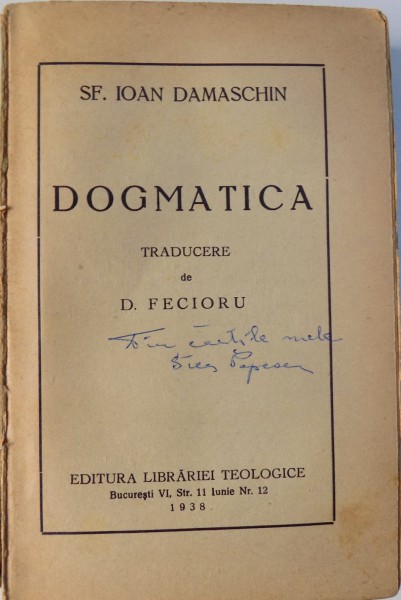 SF. IOAN DAMASCHIN
DOGMATICA
TRADUCERE
de
D. FECIORU
Din cărțile mele
Popescu
EDITURA LIBRĂRIEI TEOLOGICE
București VI, Str. 11 Iunie Nr. 12
1938